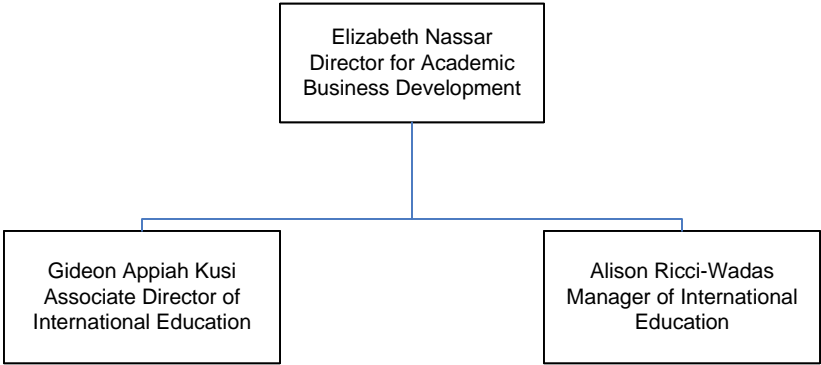 Elizabeth Nassar
Director for Academic
Business Development
Gideon Appiah Kusi
Associate Director of
International Education
Alison Ricci-Wadas
Manager of International
Education